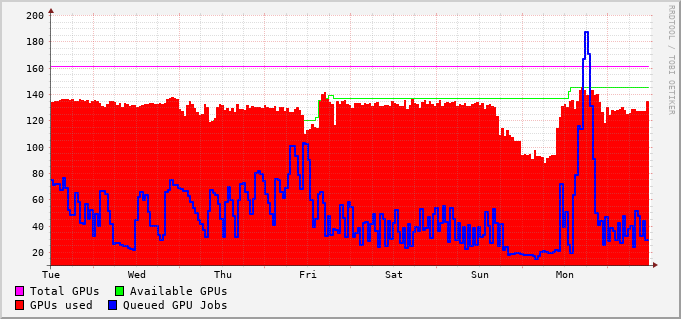 200
180
160
140
120
100
80
60
40
20
Tue Wed Thu Fri Sat Sun Mon
Total GPUs Available GPUs
GPUs used Queued GPU Jobs
RRDTOOL / TOBI OETIKER